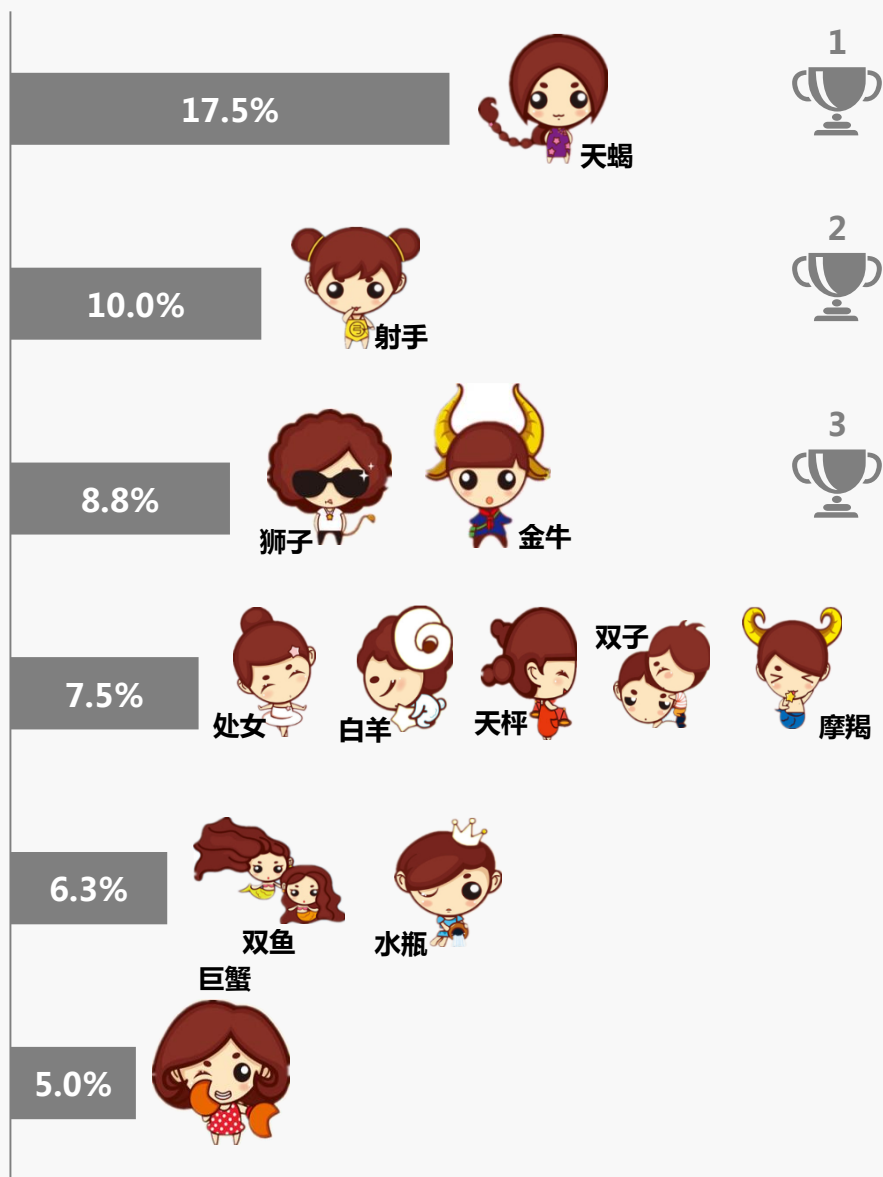 1
17.5%
天蝎
2
10.0%
射手
3
8.8%
狮子
金牛
7.5%
处女
白羊
天秤
双子
摩羯
6.3%
双鱼
水瓶
巨蟹
5.0%